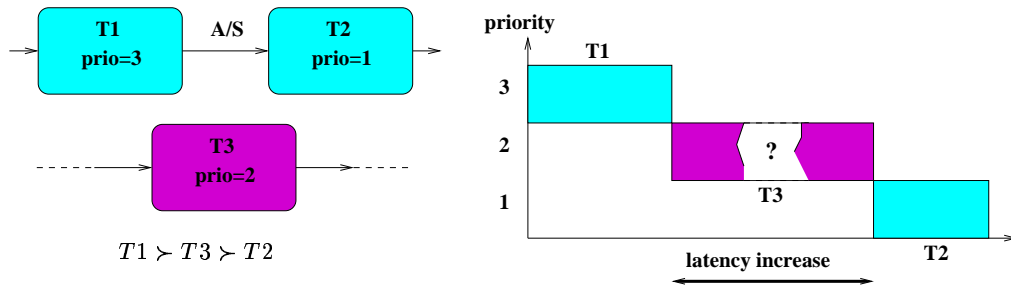 T1
prio=3
A/S
T2
prio=1
T3
prio=2
T1 ≻ T3 ≻ T2
priority
3
2
1
T1
?
T3
T2
latency increase